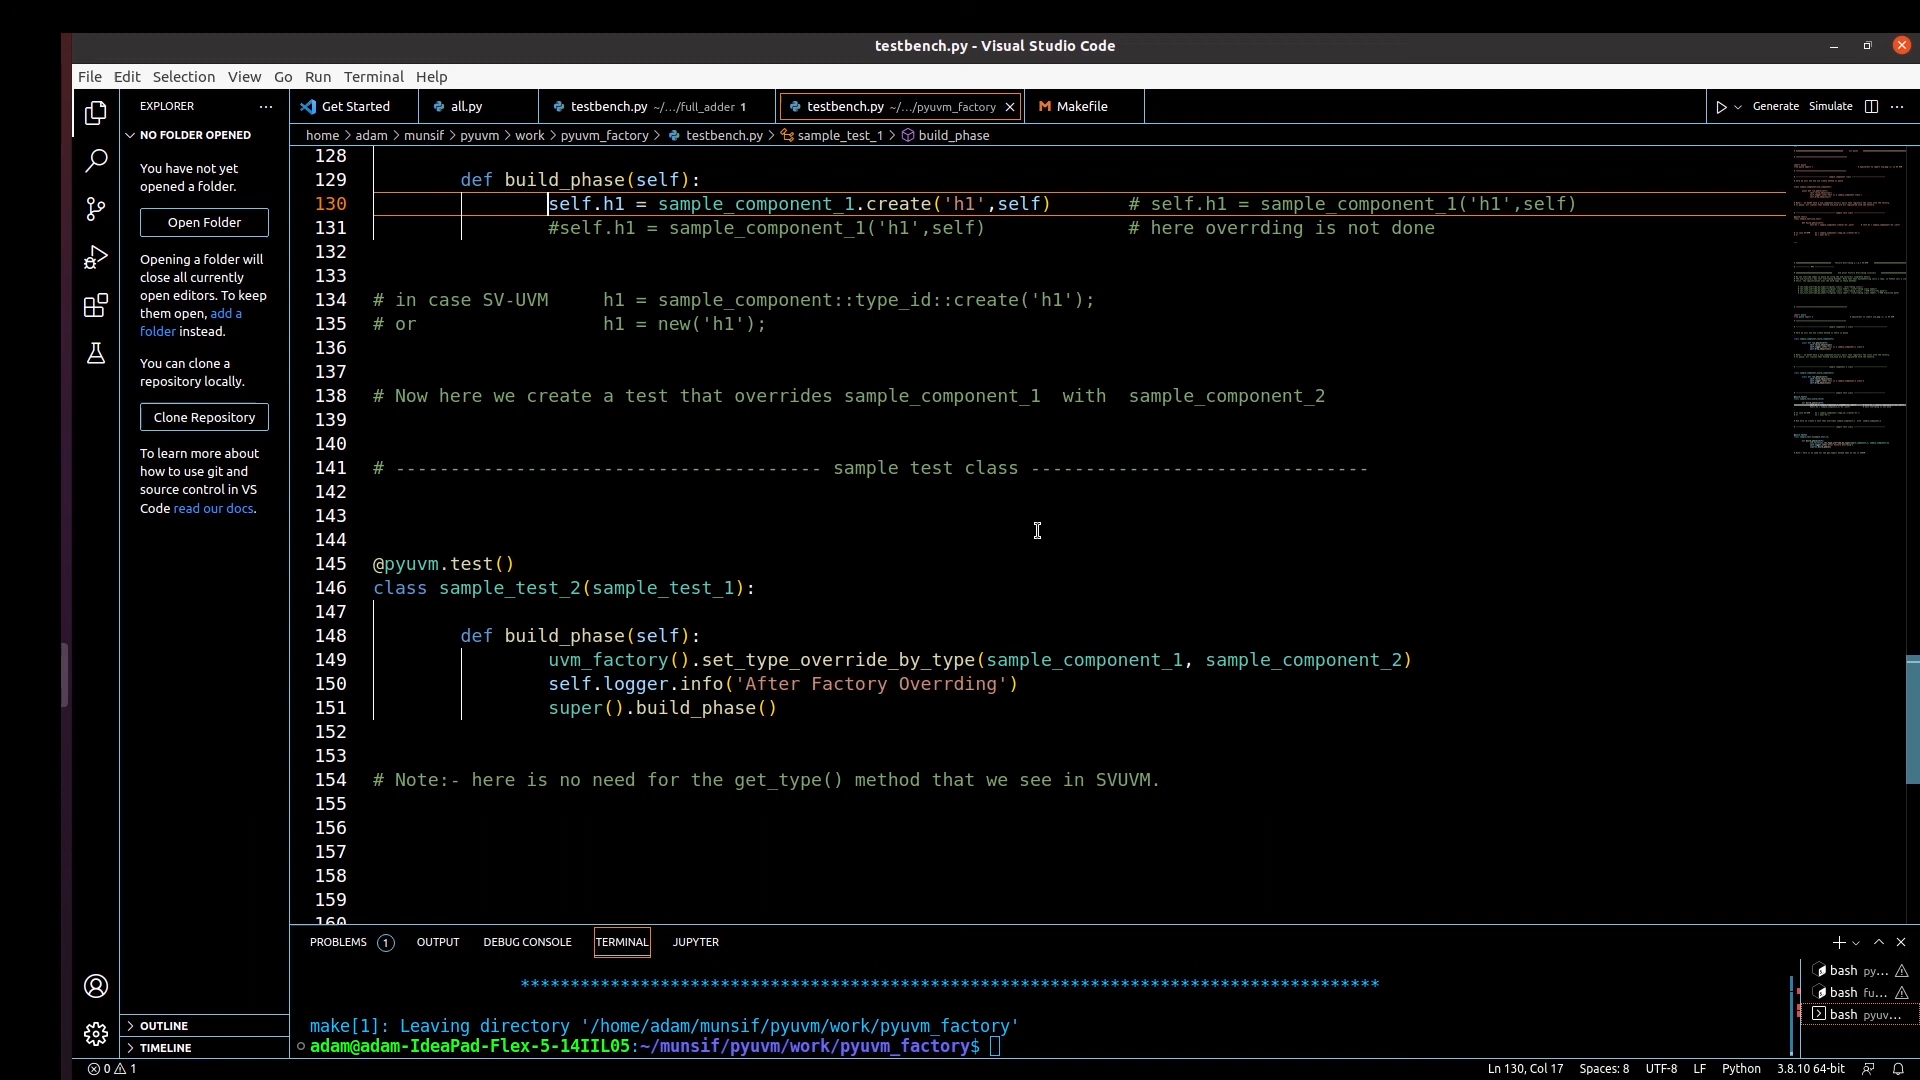 testbench.py - Visual Studio Code
File Edit Selection View Go Run Terminal Help
EXPLORER ···
NO FOLDER OPENED
You have not yet
opened a folder.
Open Folder
Opening a folder will
close all currently
open editors. To keep
them open, add a
folder instead.
You can clone a
repository locally.
Clone Repository
To learn more about
how to use git and
source control in VS
Code read our docs.
OUTLINE
TIMELINE
Get Started all.py testbench.py ~/.../full_adder 1 testbench.py ~/.../pyuvm_factory Makefile Generate Simulate ···
home > adam > munsif > pyuvm > work > pyuvm_factory > testbench.py > sample_test_1 > build_phase
128
129 def build_phase(self):
130 self.h1 = sample_component_1.create('h1',self) # self.h1 = sample_component_1('h1',self)
131 #self.h1 = sample_component_1('h1',self) # here overrding is not done
132
133
134 # in case SV-UVM h1 = sample_component::type_id::create('h1');
135 # or h1 = new('h1');
136
137
138 # Now here we create a test that overrides sample_component_1 with sample_component_2
139
140
141 # --------------------------------------- sample test class -------------------------------
142
143
144
145 @pyuvm.test()
146 class sample_test_2(sample_test_1):
147
148 def build_phase(self):
149 uvm_factory().set_type_override_by_type(sample_component_1, sample_component_2)
150 self.logger.info('After Factory Overrding')
151 super().build_phase()
152
153
154 # Note:- here is no need for the get_type() method that we see in SVUVM.
155
156
157
158
159
160
PROBLEMS 1 OUTPUT DEBUG CONSOLE TERMINAL JUPYTER
**************************************************************************************
make[1]: Leaving directory '/home/adam/munsif/pyuvm/work/pyuvm_factory'
adam@adam-IdeaPad-Flex-5-14IIL05:~/munsif/pyuvm/work/pyuvm_factory$
bash py...
bash fu...
bash pyuv...
0 1 Ln 130, Col 17 Spaces: 8 UTF-8 LF Python 3.8.10 64-bit